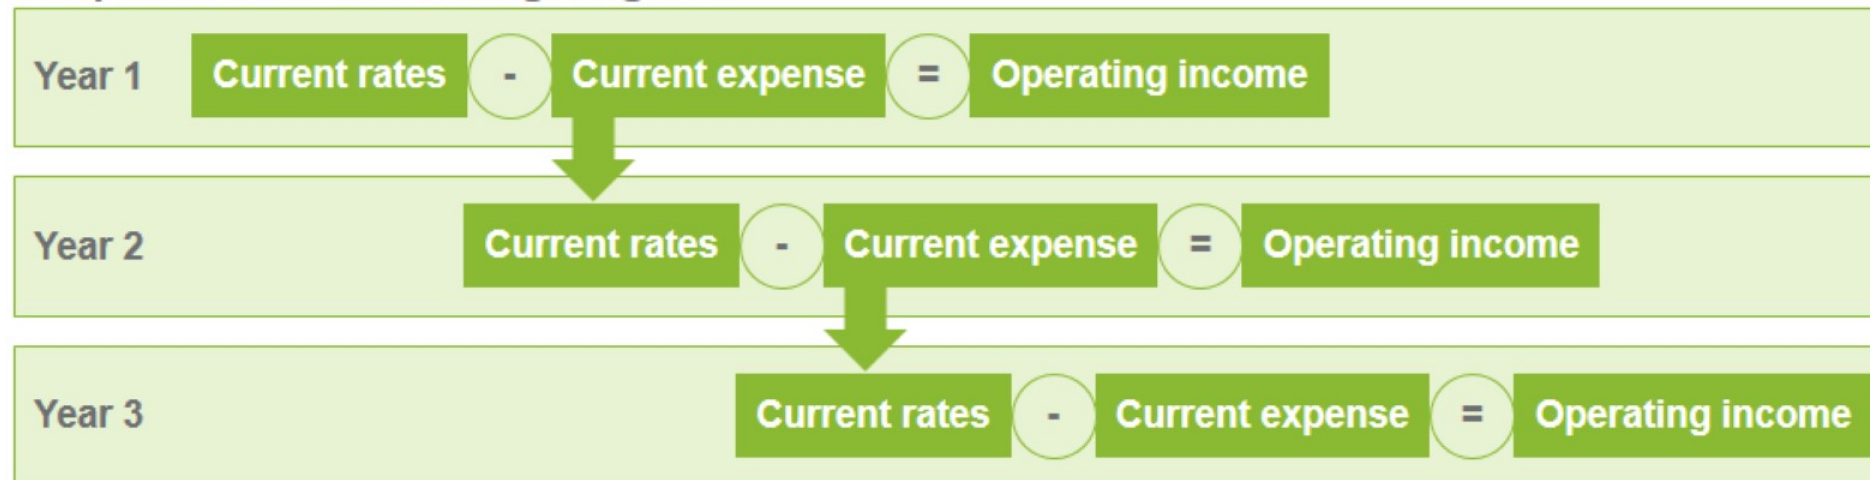 Year 1 Current rates - Current expense = Operating income
Year 2 Current rates - Current expense = Operating income
Year 3 Current rates - Current expense = Operating income